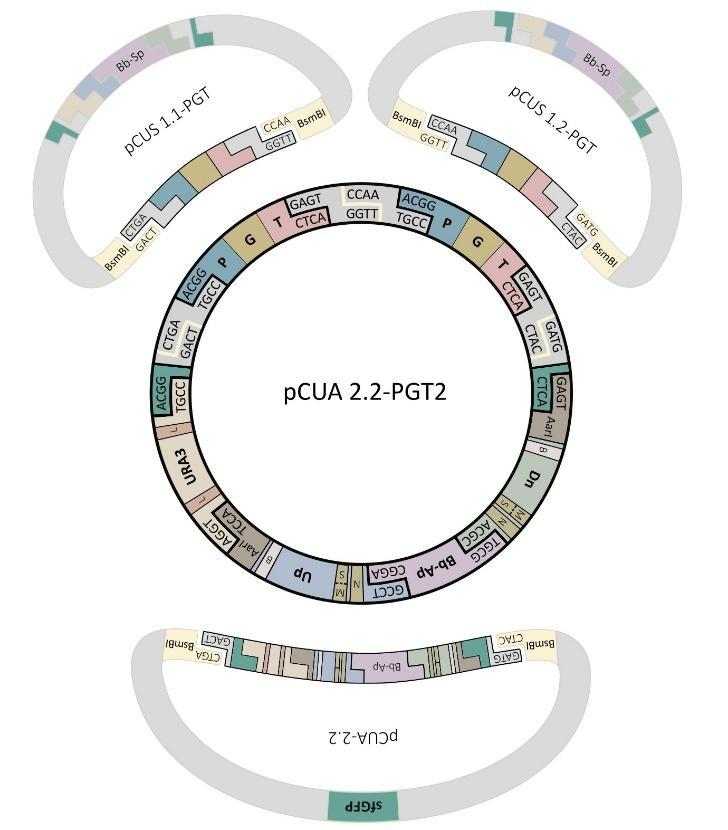 Bb-Sp
pCUS 1.1-PGT
BsmBI
CCAA
GGTT
CTGA
GACT
BsmBI
Bb-Sp
pCUS 1.2-PGT
BsmBI
CCAA
GGTT
GATG
CTAC
BsmBI
CCAA
GGTT
ACGG
TGCC
P
G
T
GAGT
CTCA
GATG
CTAC
GAGT
CTCA
AarI
B
Dn
M
S
N
ACGC
TGCG
Bb-Ap
CGGA
GCCT
N
M
S
Up
B
AarI
TCCA
AGGT
L
URA3
L
ACGG
TGCC
CTGA
GACT
ACGG
TGCC
P
G
T
GAGT
CTCA
pCUA 2.2-PGT2
BsmBI
GACT
CTGA
Bb-Ap
CTAC
GATG
BsmBI
pCUA-2.2
sfGFP